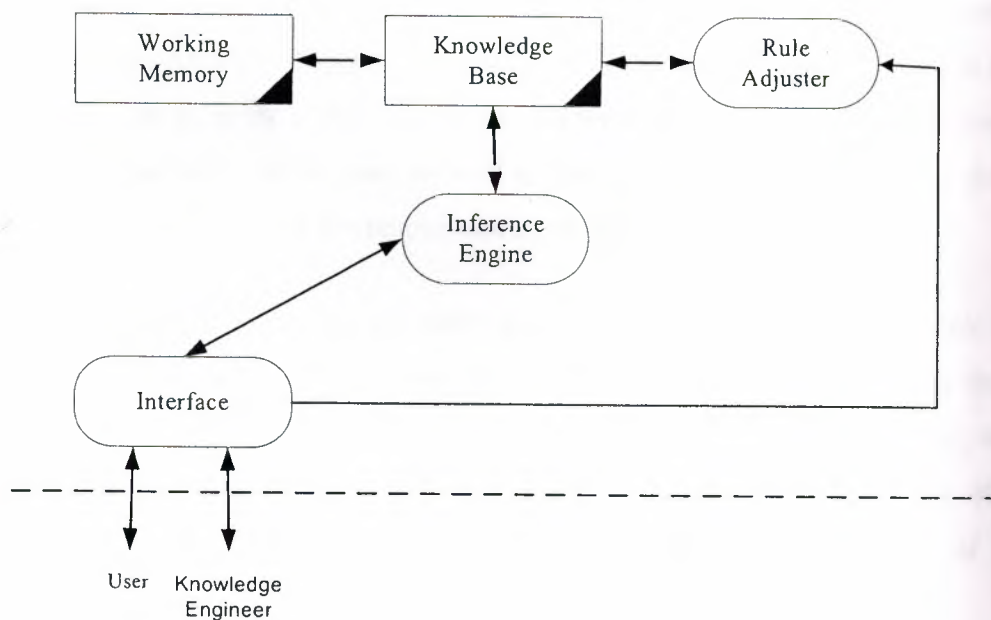 Working
Memory
Knowledge
Base
Rule
Adjuster
Inference
Engine
Interface
User
Knowledge
Engineer